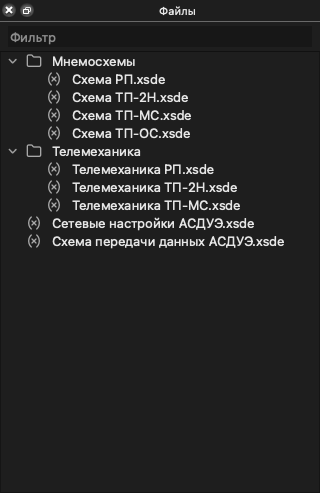 Файлы
Фильтр
Мнемосхемы
Схема РП.xsde
Схема ТП-2Н.xsde
Схема ТП-МС.xsde
Схема ТП-ОС.xsde
Телемеханика
Телемеханика РП.xsde
Телемеханика ТП-2Н.xsde
Телемеханика ТП-МС.xsde
Сетевые настройки АСДУЭ.xsde
Схема передачи данных АСДУЭ.xsde